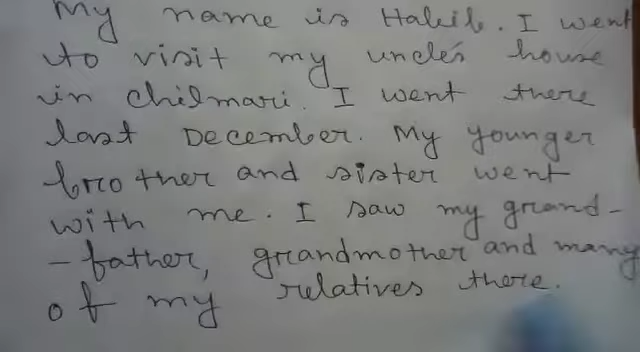 My name is Habib. I went
to visit my uncle's house
in chilmari. I went there
last December. My younger
brother and sister went
with me. I saw my grand-
-father, grandmother and many
of my relatives there.